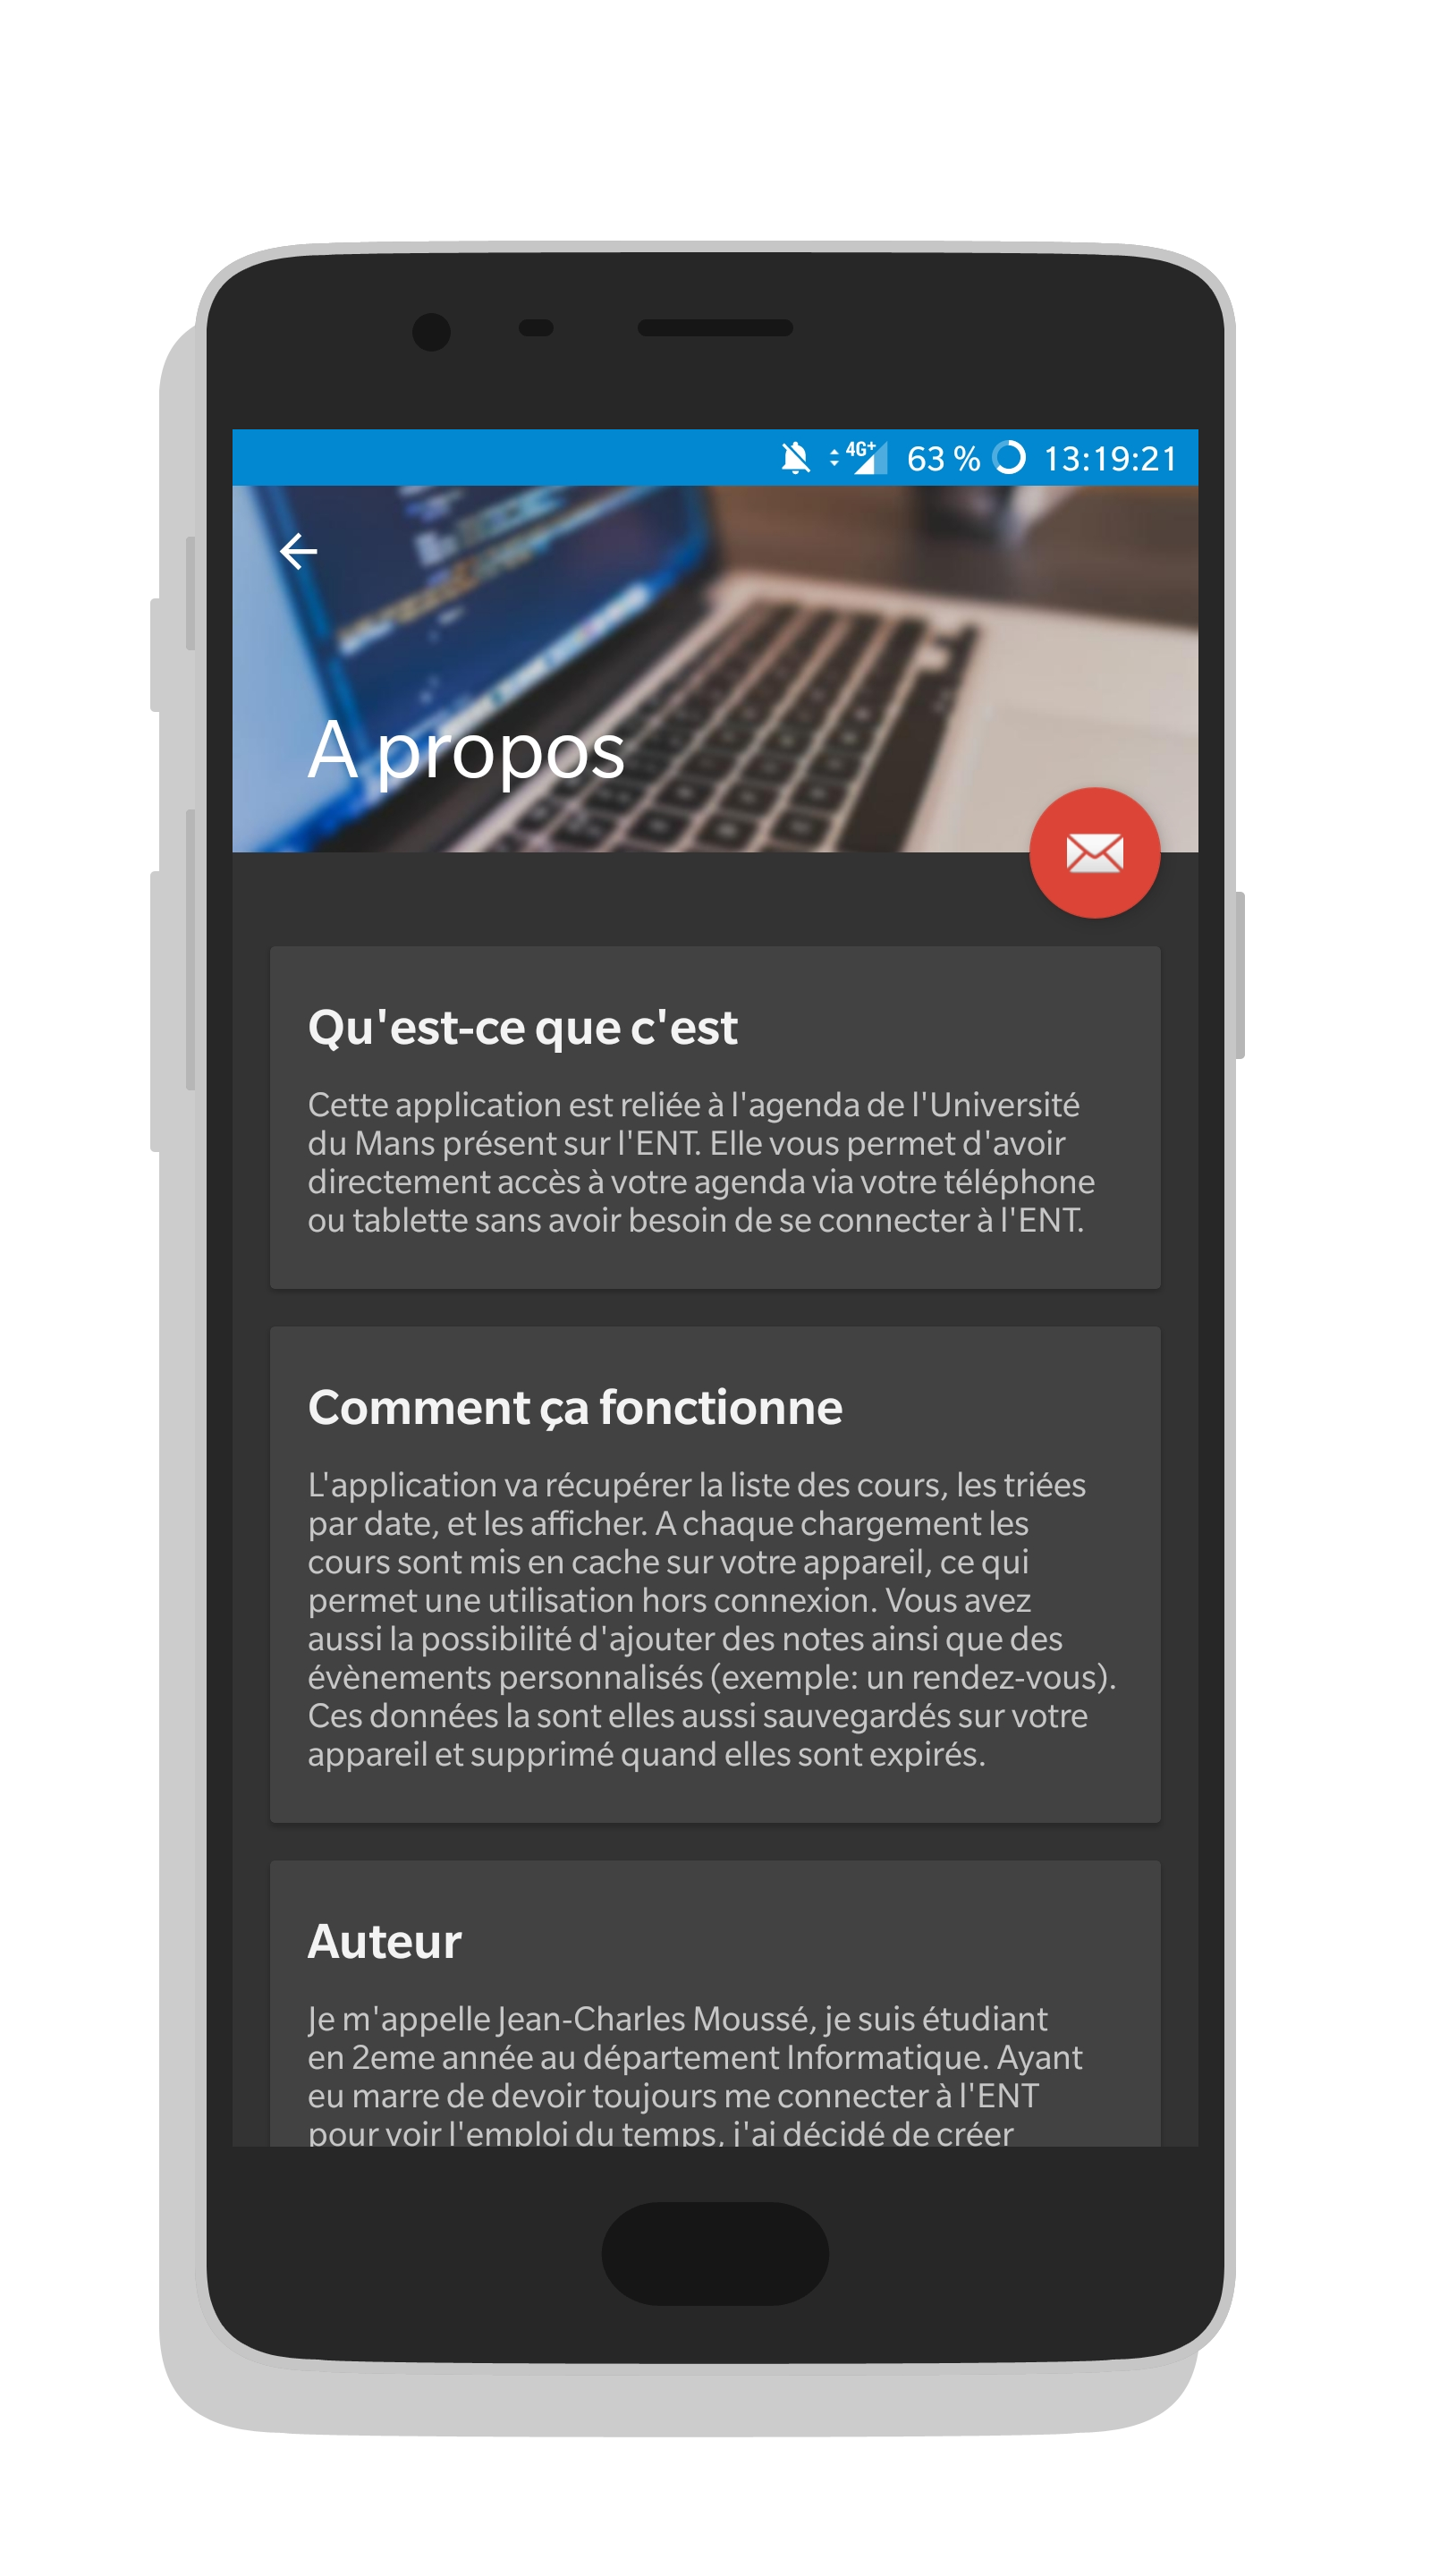 4G+ 63 % 13:19:21
A propos
Qu'est-ce que c'est
Cette application est reliée à l'agenda de l'Université
du Mans présent sur l'ENT. Elle vous permet d'avoir
directement accès à votre agenda via votre téléphone
ou tablette sans avoir besoin de se connecter à l'ENT.
Comment ça fonctionne
L'application va récupérer la liste des cours, les triées
par date, et les afficher. A chaque chargement les
cours sont mis en cache sur votre appareil, ce qui
permet une utilisation hors connexion. Vous avez
aussi la possibilité d'ajouter des notes ainsi que des
évènements personnalisés (exemple: un rendez-vous).
Ces données la sont elles aussi sauvegardés sur votre
appareil et supprimé quand elles sont expirés.
Auteur
Je m'appelle Jean-Charles Moussé, je suis étudiant
en 2eme année au département Informatique. Ayant
eu marre de devoir toujours me connecter à l'ENT
pour voir l'emploi du temps, j'ai décidé de créer